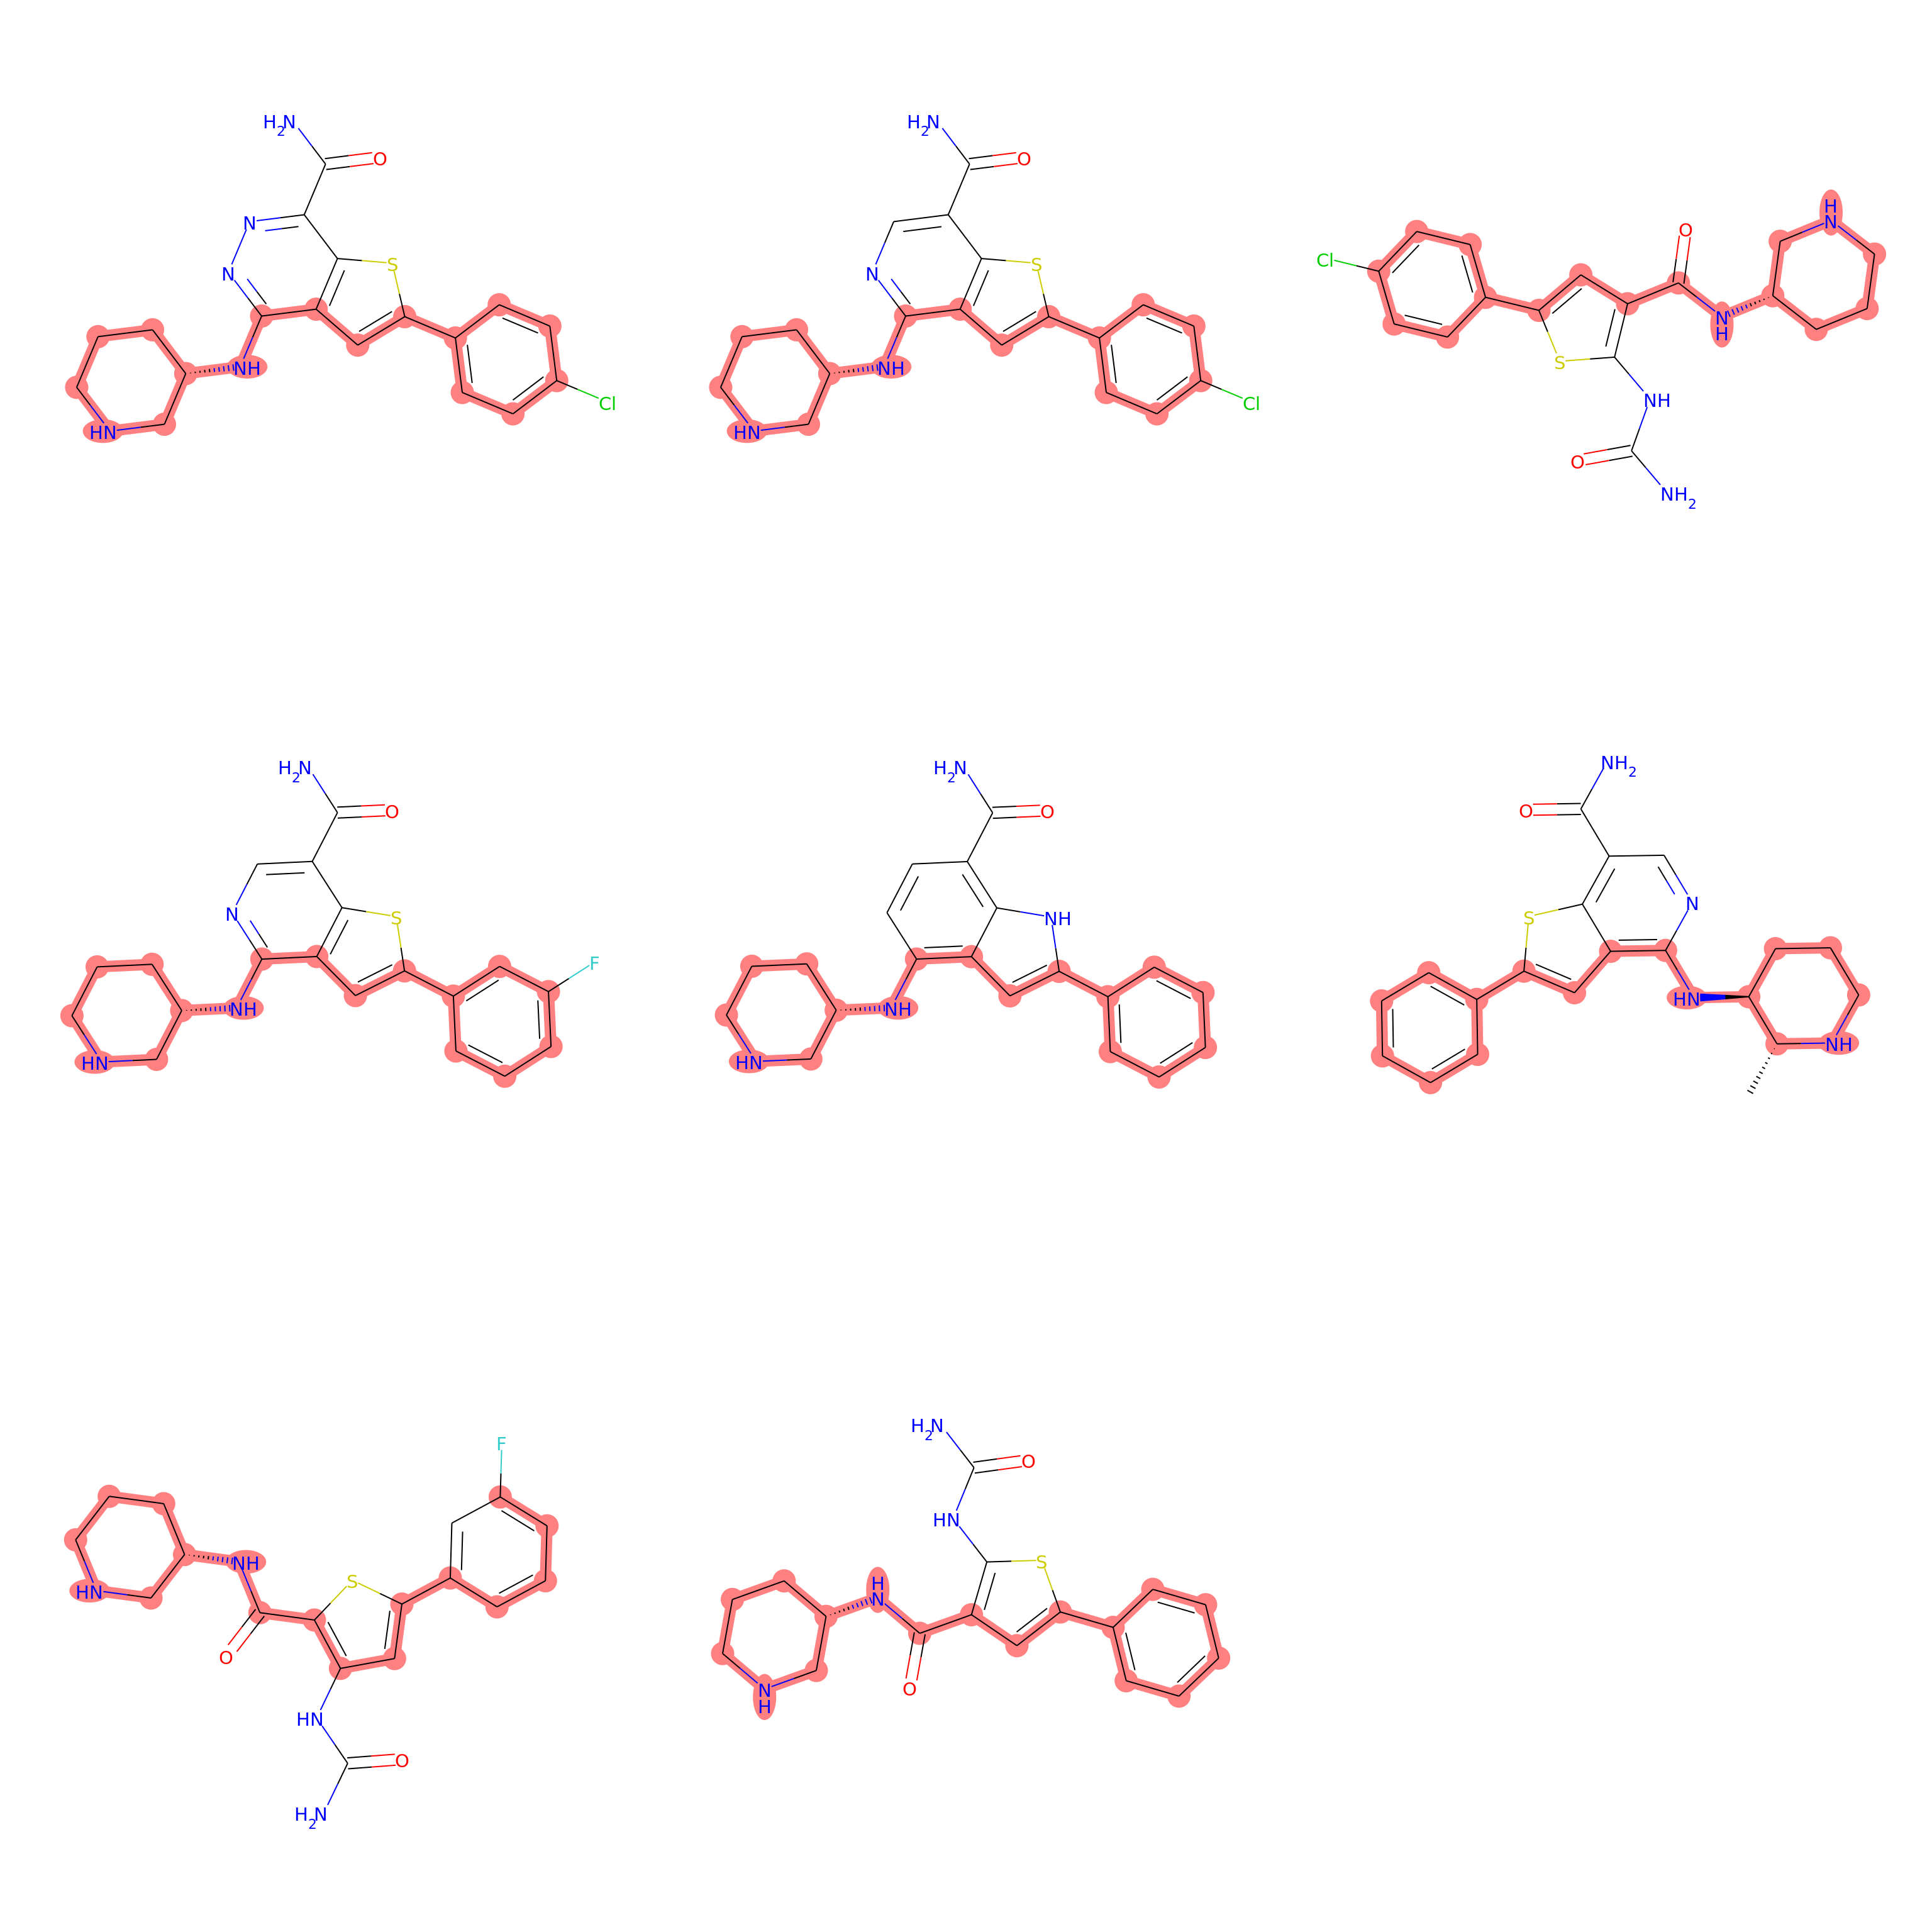 H2N O N N S NH HN Cl
H2N O N S NH HN Cl
Cl O H N N H S NH O NH2
H2N O N S F NH HN
H2N O NH NH HN
NH2 O S N HN NH
F NH S HN O HN O H2N
H2N O HN S H N O N H